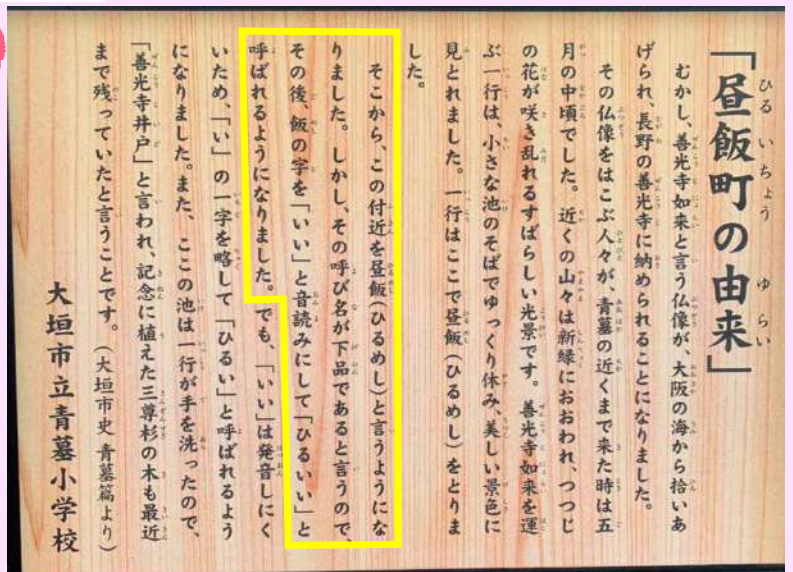 「昼飯町の由来」
ひるいちょう ゆらい
むかし、善光寺如来と言う仏像が、大阪の海から拾いあ
げられ、長野の善光寺に納められることになりました。
その仏像をはこぶ人々が、青墓の近くまで来た時は五
月の中頃でした。近くの山々は新緑におおわれ、つつじ
の花が咲き乱れるすばらしい光景です。善光寺如来を運
ぶ一行は、小さな池のそばでゆっくり休み、美しい景色に
見とれました。一行はここで昼飯(ひるめし)をとりま
した。
そこから、この付近を昼飯(ひるめし)と言うようにな
りました。しかし、その呼び名が下品であると言うので、
その後、飯の字を「いい」と音読みにして「ひるいい」と
呼ばれるようになりました。でも、「いい」は発音しにく
いため、「い」の一字を略して「ひるい」と呼ばれるよう
になりました。また、ここの池は一行が手を洗ったので、
「善光寺井戸」と言われ、記念に植えた三尊杉の木も最近
まで残っていたと言うことです。(大垣市史 青墓篇より)
大垣市立青墓小学校